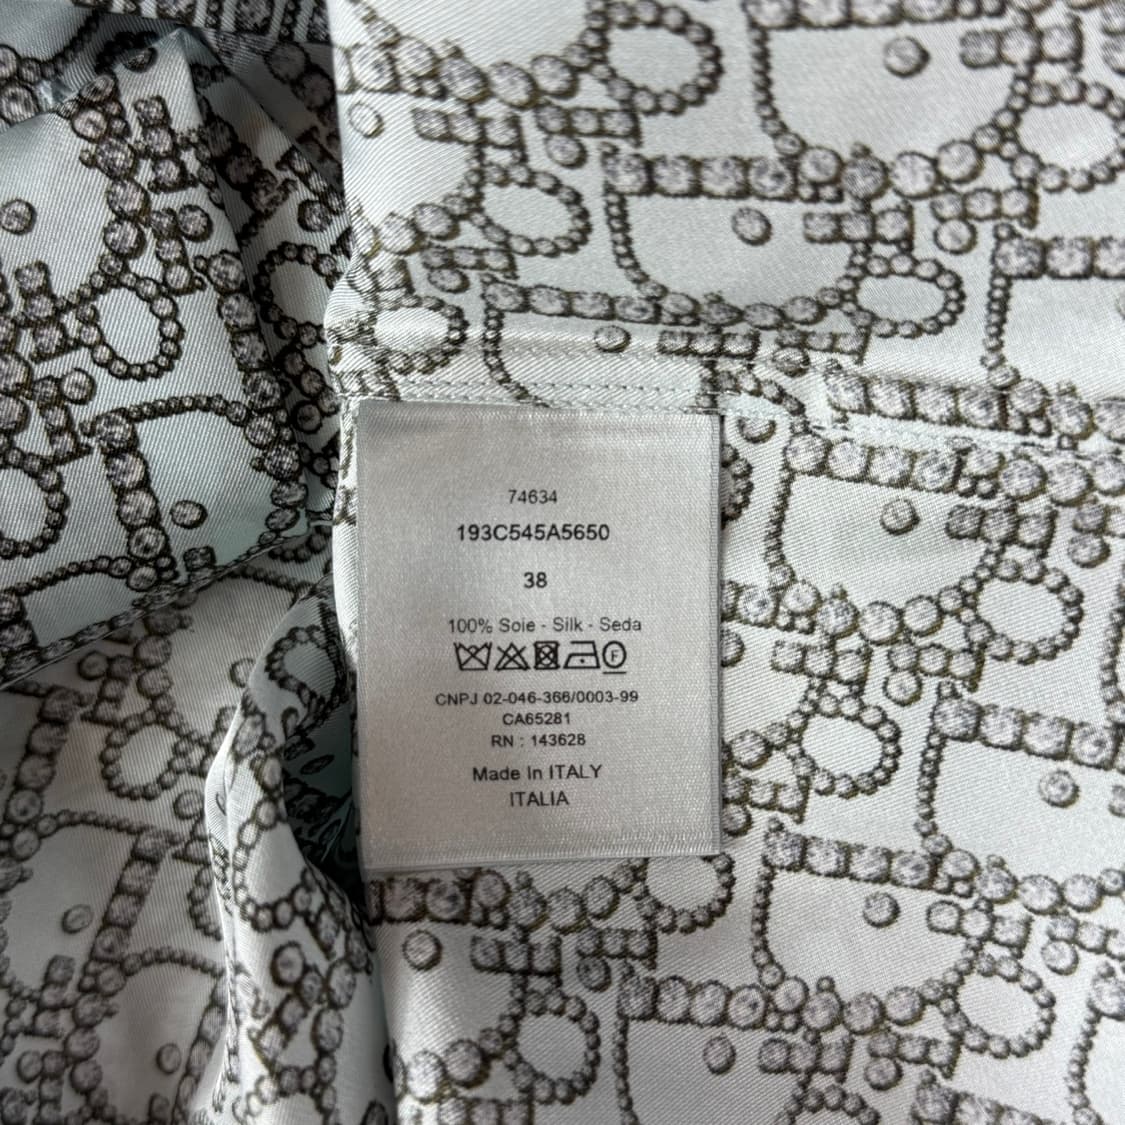 74634
193C545A5650
38
100% Soie - Silk - Seda
F
CNPJ 02-046-366/0003-99
CA65281
RN : 143628
Made In ITALY
ITALIA